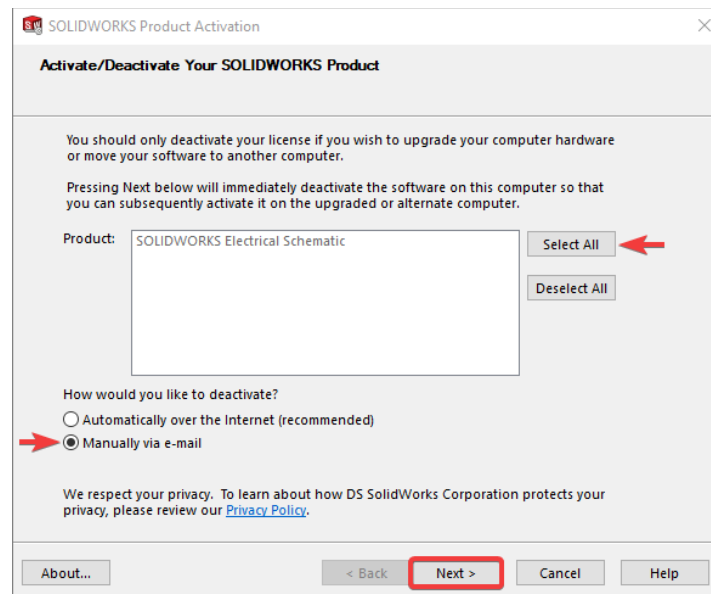 SOLIDWORKS Product Activation
Activate/Deactivate Your SOLIDWORKS Product
You should only deactivate your license if you wish to upgrade your computer hardware
or move your software to another computer.
Pressing Next below will immediately deactivate the software on this computer so that
you can subsequently activate it on the upgraded or alternate computer.
Product:
SOLIDWORKS Electrical Schematic
Select All
Deselect All
How would you like to deactivate?
Automatically over the Internet (recommended)
Manually via e-mail
We respect your privacy. To learn about how DS SolidWorks Corporation protects your
privacy, please review our Privacy Policy.
About...
< Back
Next >
Cancel
Help